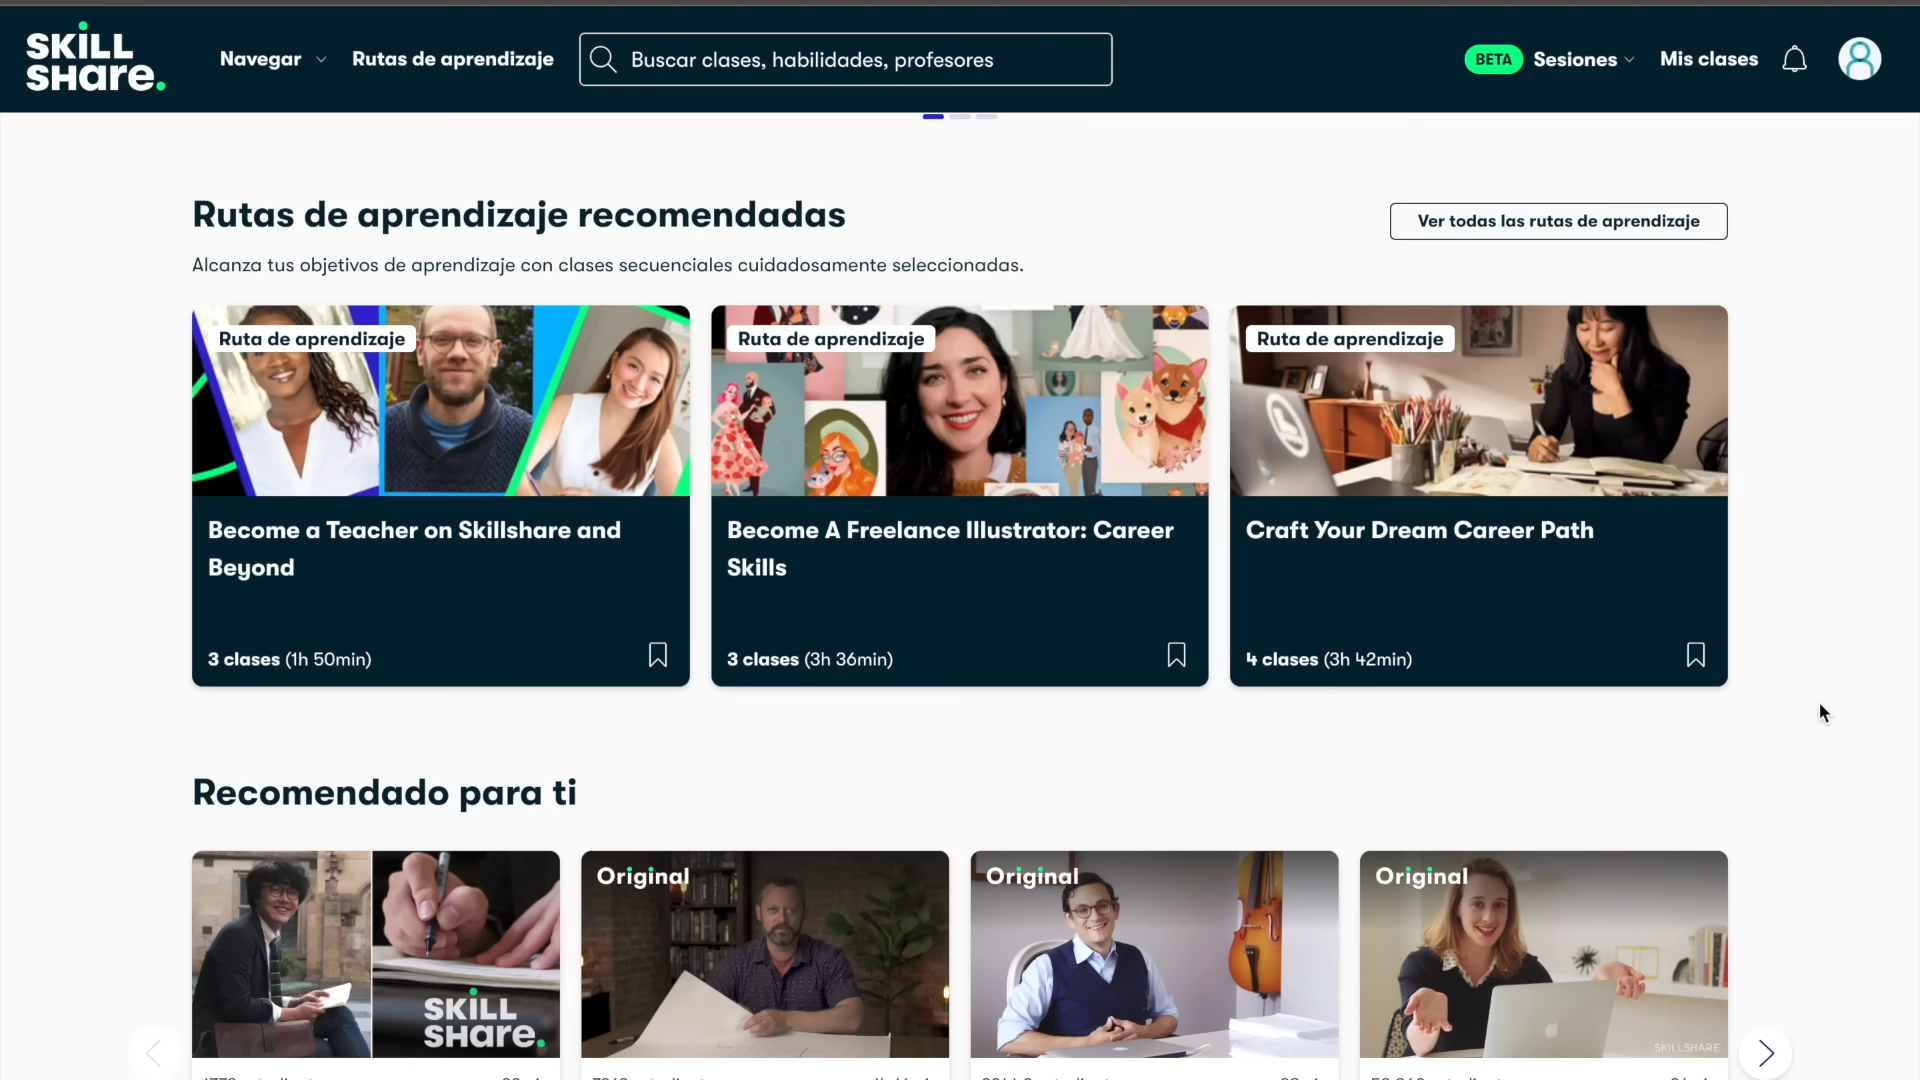 SKILL
SHare.
Navegar
Rutas de aprendizaje
Buscar clases, habilidades, profesores
BETA
Sesiones
Mis clases
Rutas de aprendizaje recomendadas
Ver todas las rutas de aprendizaje
Alcanza tus objetivos de aprendizaje con clases secuenciales cuidadosamente seleccionadas.
Ruta de aprendizaje
Become a Teacher on Skillshare and
Beyond
3 clases (1h 50min)
Ruta de aprendizaje
Become A Freelance Illustrator: Career
Skills
3 clases (3h 36min)
Ruta de aprendizaje
Craft Your Dream Career Path
4 clases (3h 42min)
Recomendado para ti
SKILL
SHare.
Original
Original
Original
SKILLSHARE